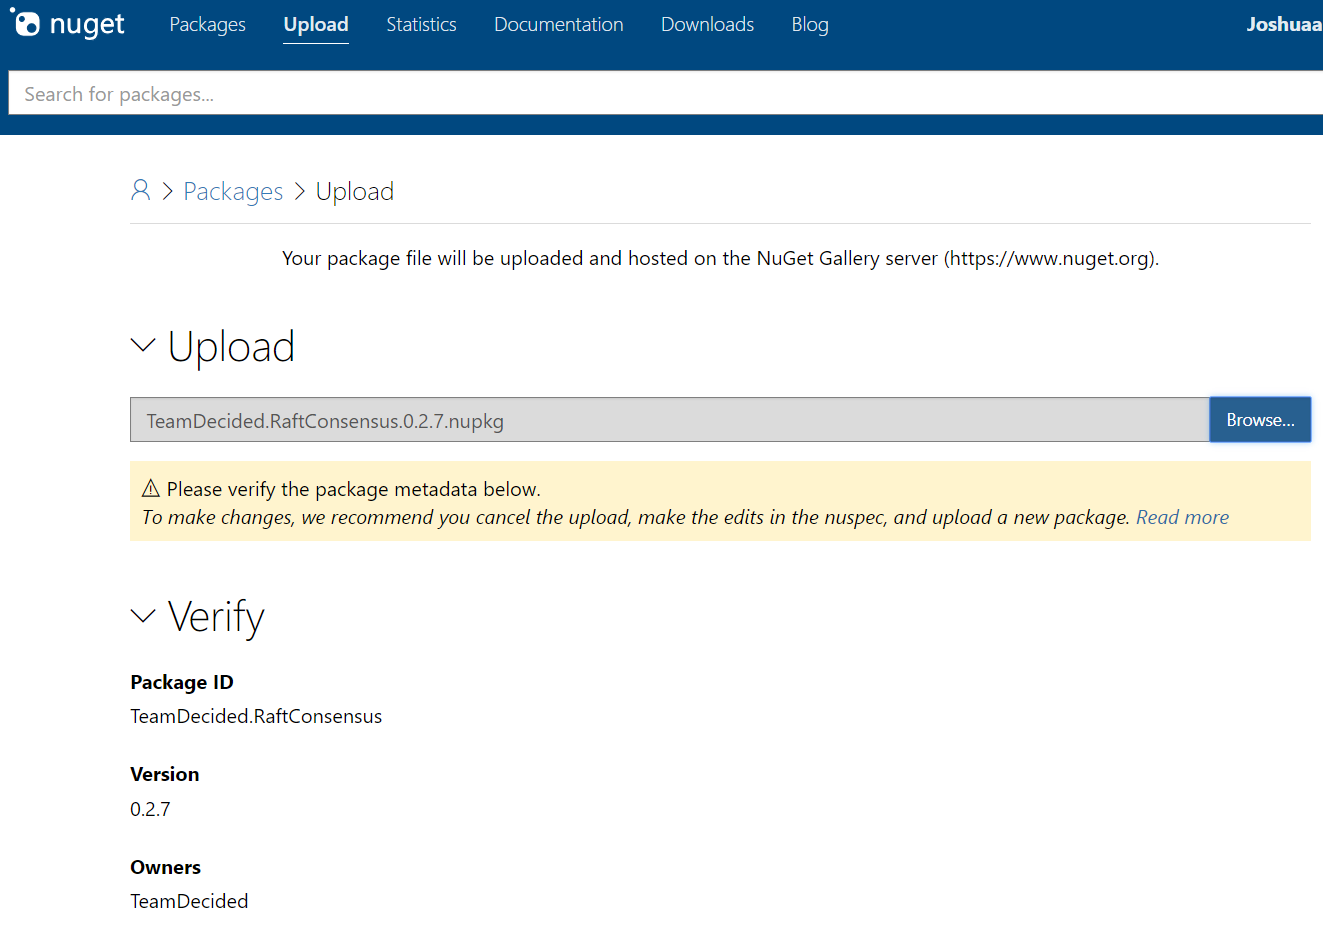 nuget Packages Upload Statistics Documentation Downloads Blog Joshuaa
Search for packages...
Packages > Upload
Your package file will be uploaded and hosted on the NuGet Gallery server (https://www.nuget.org).
Upload
TeamDecided.RaftConsensus.0.2.7.nupkg Browse...
Please verify the package metadata below.
To make changes, we recommend you cancel the upload, make the edits in the nuspec, and upload a new package. Read more
Verify
Package ID
TeamDecided.RaftConsensus
Version
0.2.7
Owners
TeamDecided